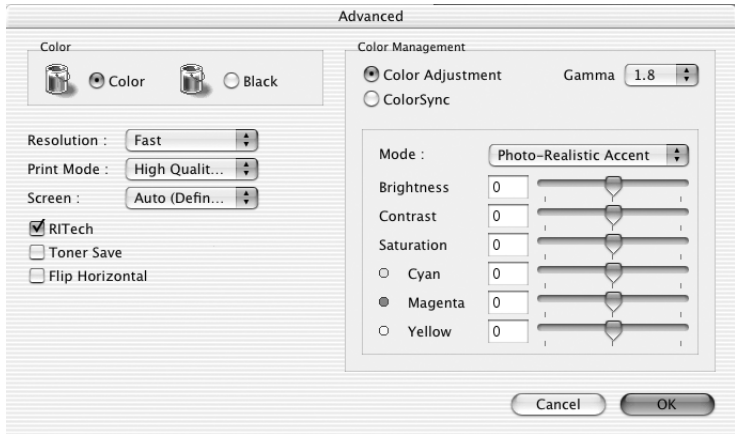 Advanced
Color
Color
Black
Resolution : Fast
Print Mode : High Qualit...
Screen : Auto (Defin...
RITech
Toner Save
Flip Horizontal
Color Management
Color Adjustment
Gamma 1.8
ColorSync
Mode : Photo-Realistic Accent
Brightness 0
Contrast 0
Saturation 0
Cyan 0
Magenta 0
Yellow 0
Cancel
OK